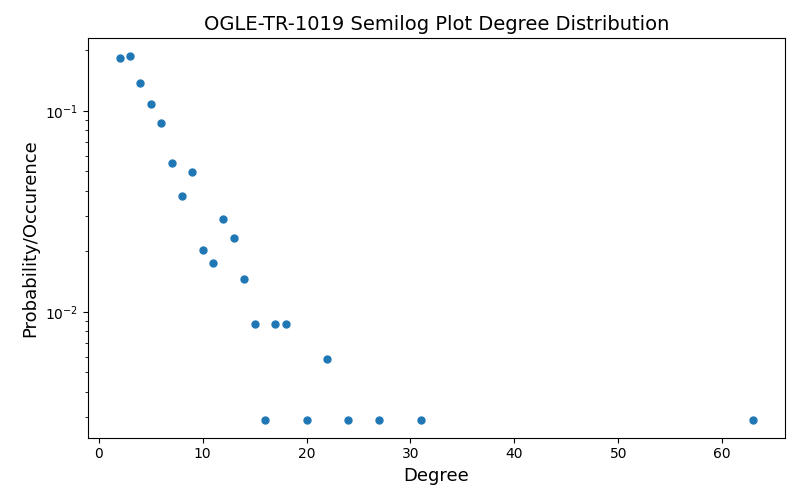 OGLE-TR-1019 Semilog Plot Degree Distribution
Probability/Occurence
10⁻¹
10⁻²
0 10 20 30 40 50 60
Degree